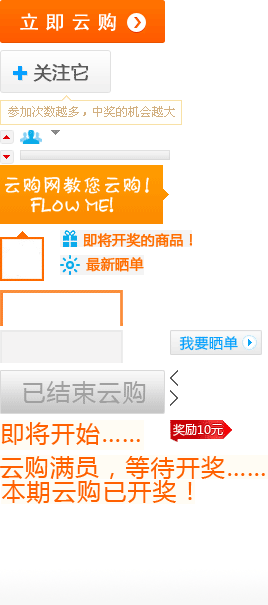 立即云购
关注它
参加次数越多，中奖的机会越大
云购网教您云购!
FLOW ME!
即将开奖的商品！
最新晒单
我要晒单
已结束云购
即将开始……
奖励10元
云购满员，等待开奖……
本期云购已开奖！